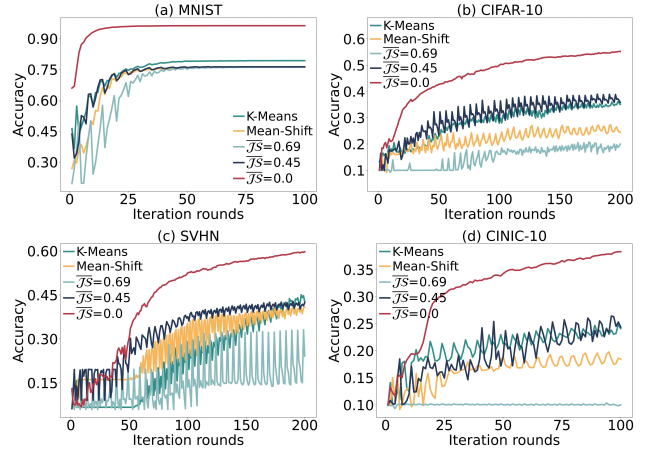 (a) MNIST
Accuracy
0.90
0.75
0.60
0.45
0.30
K-Means
Mean-Shift
𝒥𝒮=0.69
𝒥𝒮=0.45
𝒥𝒮=0.0
0 25 50 75 100
Iteration rounds
(b) CIFAR-10
Accuracy
0.6
0.5
0.4
0.3
0.2
0.1
K-Means
Mean-Shift
𝒥𝒮=0.69
𝒥𝒮=0.45
𝒥𝒮=0.0
0 50 100 150 200
Iteration rounds
(c) SVHN
Accuracy
0.60
0.45
0.30
0.15
K-Means
Mean-Shift
𝒥𝒮=0.69
𝒥𝒮=0.45
𝒥𝒮=0.0
0 50 100 150 200
Iteration rounds
(d) CINIC-10
Accuracy
0.35
0.30
0.25
0.20
0.15
0.10
K-Means
Mean-Shift
𝒥𝒮=0.69
𝒥𝒮=0.45
𝒥𝒮=0.0
0 25 50 75 100
Iteration rounds